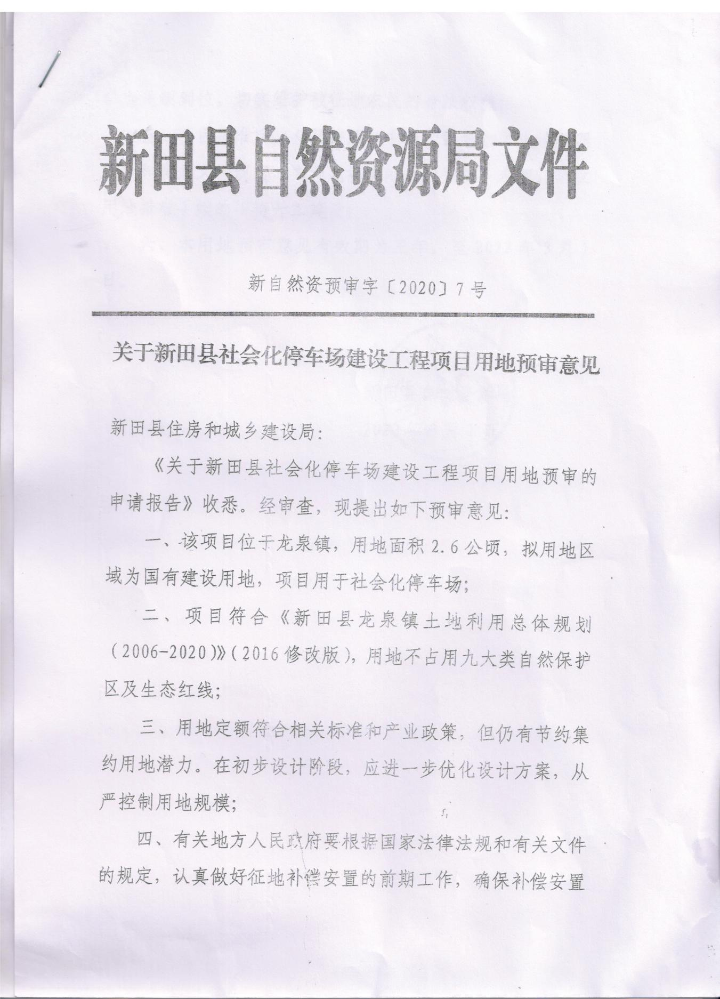 新田县自然资源局文件
新自然资预审字〔2020〕7号
关于新田县社会化停车场建设工程项目用地预审意见
新田县住房和城乡建设局：
《关于新田县社会化停车场建设工程项目用地预审的
申请报告》收悉。经审查，现提出如下预审意见：
一、该项目位于龙泉镇，用地面积2.6公顷，拟用地区
域为国有建设用地，项目用于社会化停车场；
二、项目符合《新田县龙泉镇土地利用总体规划
（2006-2020）》（2016修改版），用地不占用九大类自然保护
区及生态红线；
三、用地定额符合相关标准和产业政策，但仍有节约集
约用地潜力。在初步设计阶段，应进一步优化设计方案，从
严控制用地规模；
四、有关地方人民政府要根据国家法律法规和有关文件
的规定，认真做好征地补偿安置的前期工作，确保补偿安置